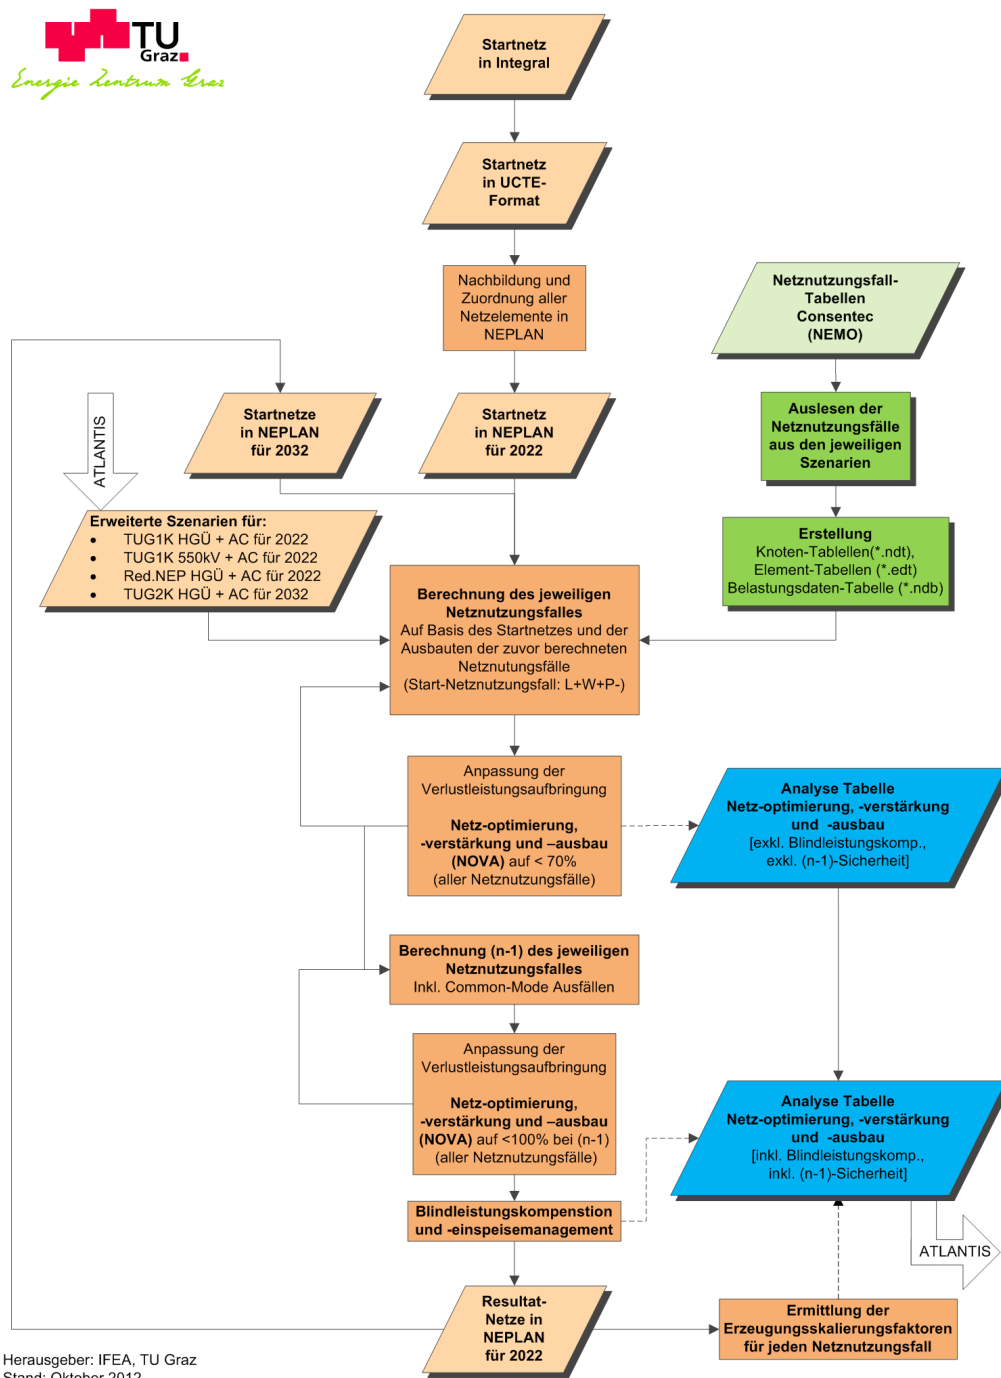 TU
Graz
Energie Zentrum Graz
Startnetz
in Integral
Startnetz
in UCTE-
Format
Nachbildung und
Zuordnung aller
Netzelemente in
NEPLAN
Netznutzungsfall-
Tabellen
Consentec
(NEMO)
ATLANTIS
Startnetze
in NEPLAN
für 2032
Startnetz
in NEPLAN
für 2022
Auslesen der
Netznutzungsfälle
aus den jeweiligen
Szenarien
Erweiterte Szenarien für:
• TUG1K HGÜ + AC für 2022
• TUG1K 550kV + AC für 2022
• Red.NEP HGÜ + AC für 2022
• TUG2K HGÜ + AC für 2032
Erstellung
Knoten-Tablellen(*.ndt),
Element-Tabellen (*.edt)
Belastungsdaten-Tabelle (*.ndb)
Berechnung des jeweiligen
Netznutzungsfalles
Auf Basis des Startnetzes und der
Ausbauten der zuvor berechneten
Netznutungsfälle
(Start-Netznutzungsfall: L+W+P-)
Anpassung der
Verlustleistungsaufbringung
Netz-optimierung,
-verstärkung und –ausbau
(NOVA) auf < 70%
(aller Netznutzungsfälle)
Analyse Tabelle
Netz-optimierung, -verstärkung
und -ausbau
[exkl. Blindleistungskomp.,
exkl. (n-1)-Sicherheit]
Berechnung (n-1) des jeweiligen
Netznutzungsfalles
Inkl. Common-Mode Ausfällen
Anpassung der
Verlustleistungsaufbringung
Netz-optimierung,
-verstärkung und –ausbau
(NOVA) auf <100% bei (n-1)
(aller Netznutzungsfälle)
Analyse Tabelle
Netz-optimierung, -verstärkung
und -ausbau
[inkl. Blindleistungskomp.,
inkl. (n-1)-Sicherheit]
Blindleistungskompenstion
und -einspeisemanagement
ATLANTIS
Resultat-
Netze in
NEPLAN
für 2022
Ermittlung der
Erzeugungsskalierungsfaktoren
für jeden Netznutzungsfall
Herausgeber: IFEA, TU Graz
Stand: Oktober 2012